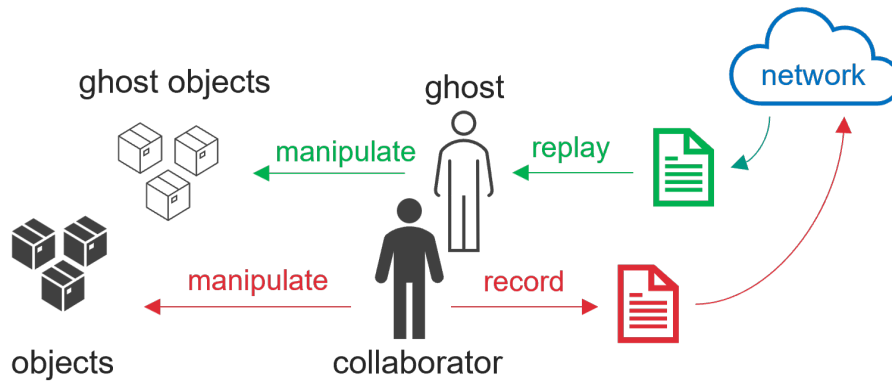 network
ghost objects
ghost
manipulate
replay
manipulate
record
objects
collaborator